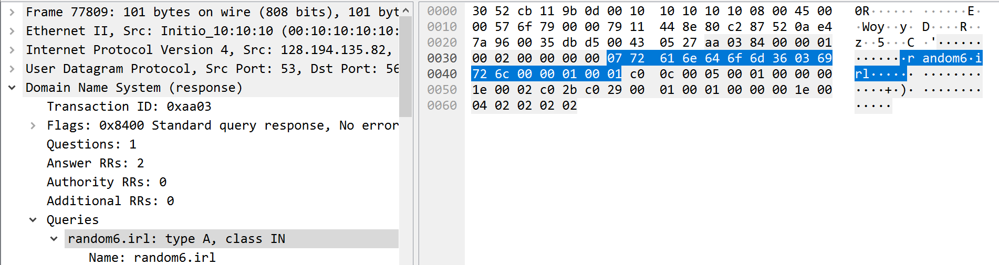 Frame 77809: 101 bytes on wire (808 bits), 101 byt
Ethernet II, Src: Initio_10:10:10 (00:10:10:10:10:
Internet Protocol Version 4, Src: 128.194.135.82,
User Datagram Protocol, Src Port: 53, Dst Port: 56
Domain Name System (response)
Transaction ID: 0xaa03
Flags: 0x8400 Standard query response, No error
Questions: 1
Answer RRs: 2
Authority RRs: 0
Additional RRs: 0
Queries
random6.irl: type A, class IN
Name: random6.irl
0000 30 52 cb 11 9b 0d 00 10 10 10 10 10 08 00 45 00 0R······ ······E·
0010 00 57 6f 79 00 00 79 11 44 8e 80 c2 87 52 0a e4 ·Woy··y· D····R··
0020 7a 96 00 35 db d5 00 43 05 27 aa 03 84 00 00 01 z··5···C ·'······
0030 00 02 00 00 00 00 07 72 61 6e 64 6f 6d 36 03 69 ·······r andom6·i
0040 72 6c 00 00 01 00 01 c0 0c 00 05 00 01 00 00 00 rl······ ········
0050 1e 00 02 c0 2b c0 29 00 01 00 01 00 00 00 1e 00 ····+·)· ········
0060 04 02 02 02 02 ·····